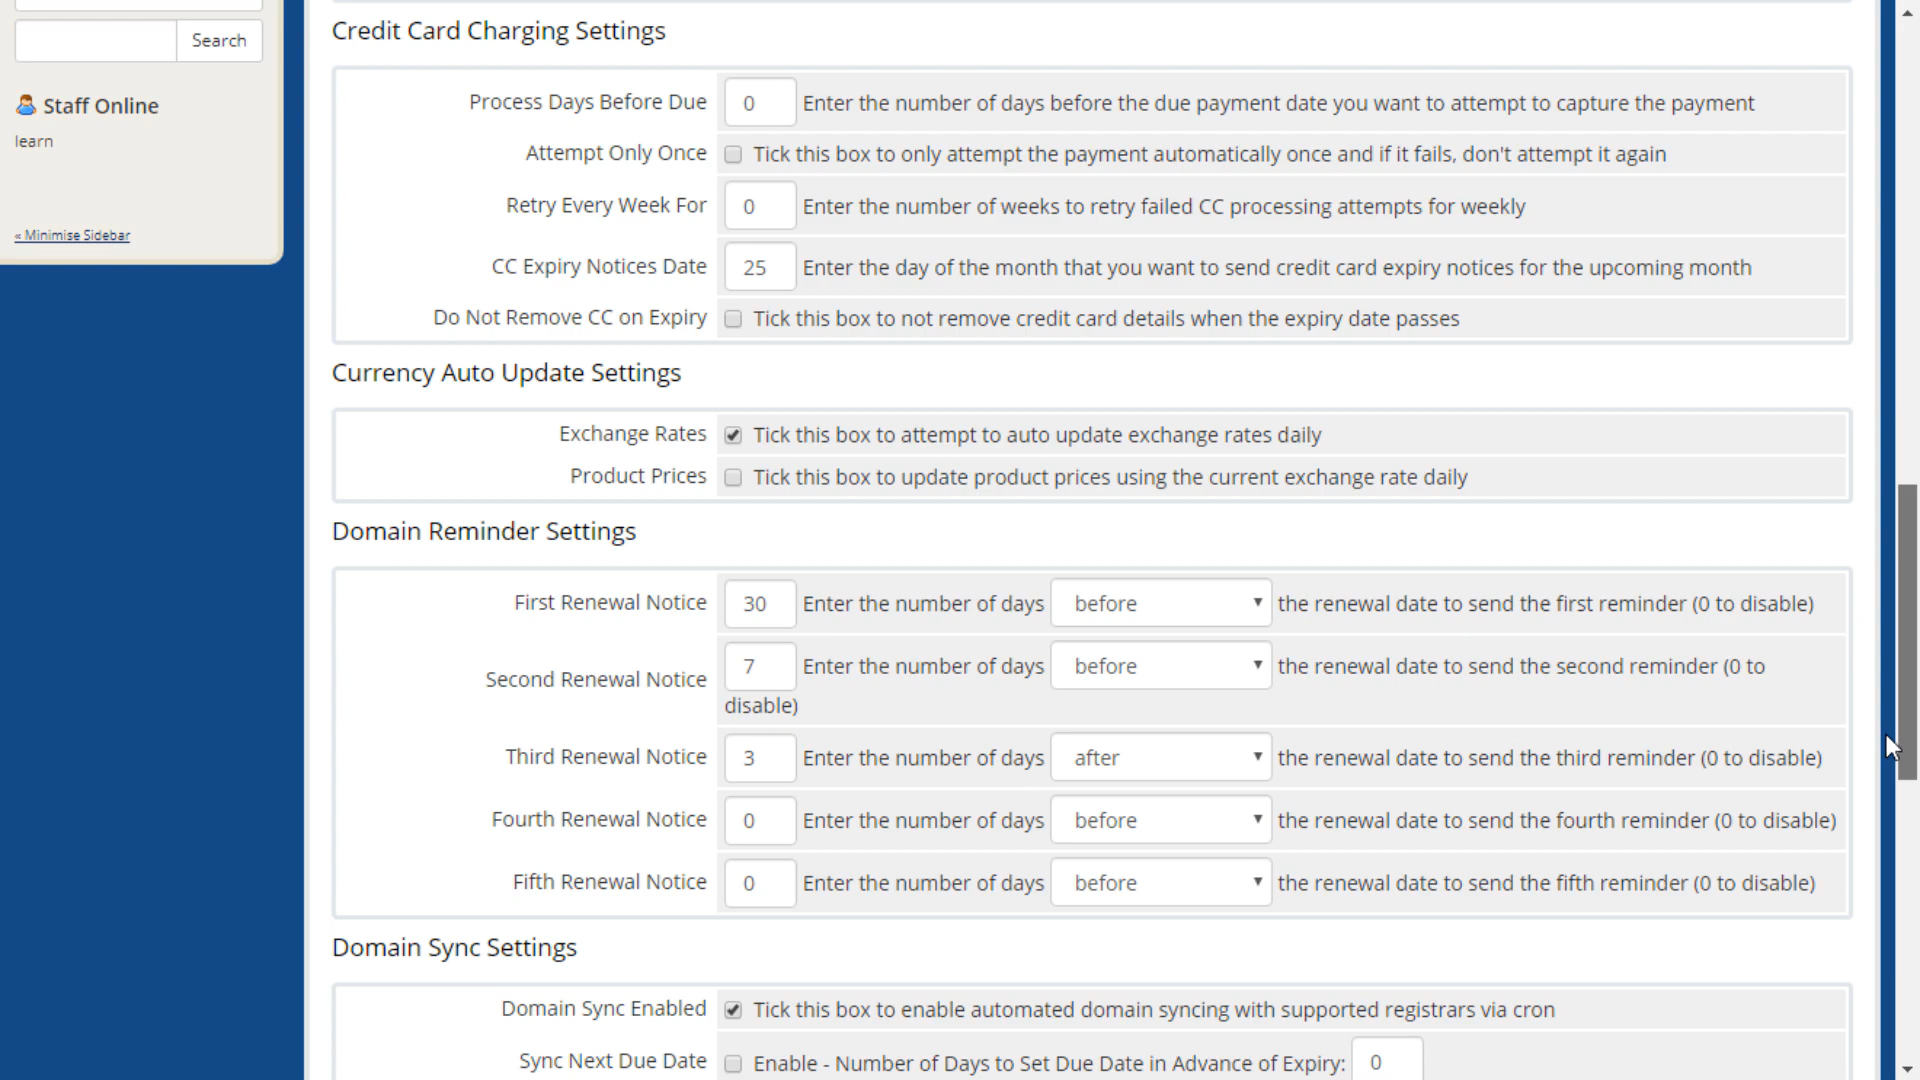 Search
Staff Online
learn
« Minimise Sidebar
Credit Card Charging Settings
Process Days Before Due 0 Enter the number of days before the due payment date you want to attempt to capture the payment
Attempt Only Once Tick this box to only attempt the payment automatically once and if it fails, don't attempt it again
Retry Every Week For 0 Enter the number of weeks to retry failed CC processing attempts for weekly
CC Expiry Notices Date 25 Enter the day of the month that you want to send credit card expiry notices for the upcoming month
Do Not Remove CC on Expiry Tick this box to not remove credit card details when the expiry date passes
Currency Auto Update Settings
Exchange Rates Tick this box to attempt to auto update exchange rates daily
Product Prices Tick this box to update product prices using the current exchange rate daily
Domain Reminder Settings
First Renewal Notice 30 Enter the number of days before the renewal date to send the first reminder (0 to disable)
Second Renewal Notice 7 Enter the number of days before the renewal date to send the second reminder (0 to
disable)
Third Renewal Notice 3 Enter the number of days after the renewal date to send the third reminder (0 to disable)
Fourth Renewal Notice 0 Enter the number of days before the renewal date to send the fourth reminder (0 to disable)
Fifth Renewal Notice 0 Enter the number of days before the renewal date to send the fifth reminder (0 to disable)
Domain Sync Settings
Domain Sync Enabled Tick this box to enable automated domain syncing with supported registrars via cron
Sync Next Due Date Enable - Number of Days to Set Due Date in Advance of Expiry: 0